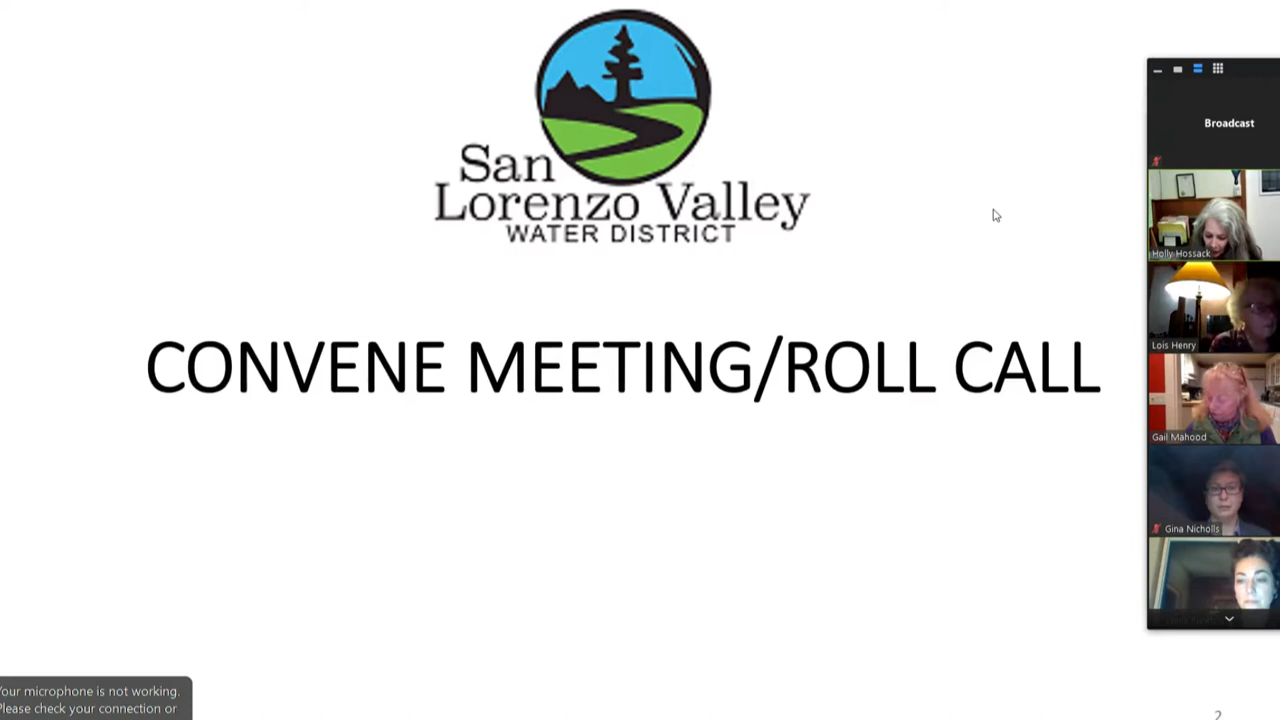 San
Lorenzo Valley
WATER DISTRICT
CONVENE MEETING/ROLL CALL
Broadcast
Holly Hossack
Lois Henry
Gail Mahood
Gina Nicholls
Your microphone is not working.
Please check your connection or
2